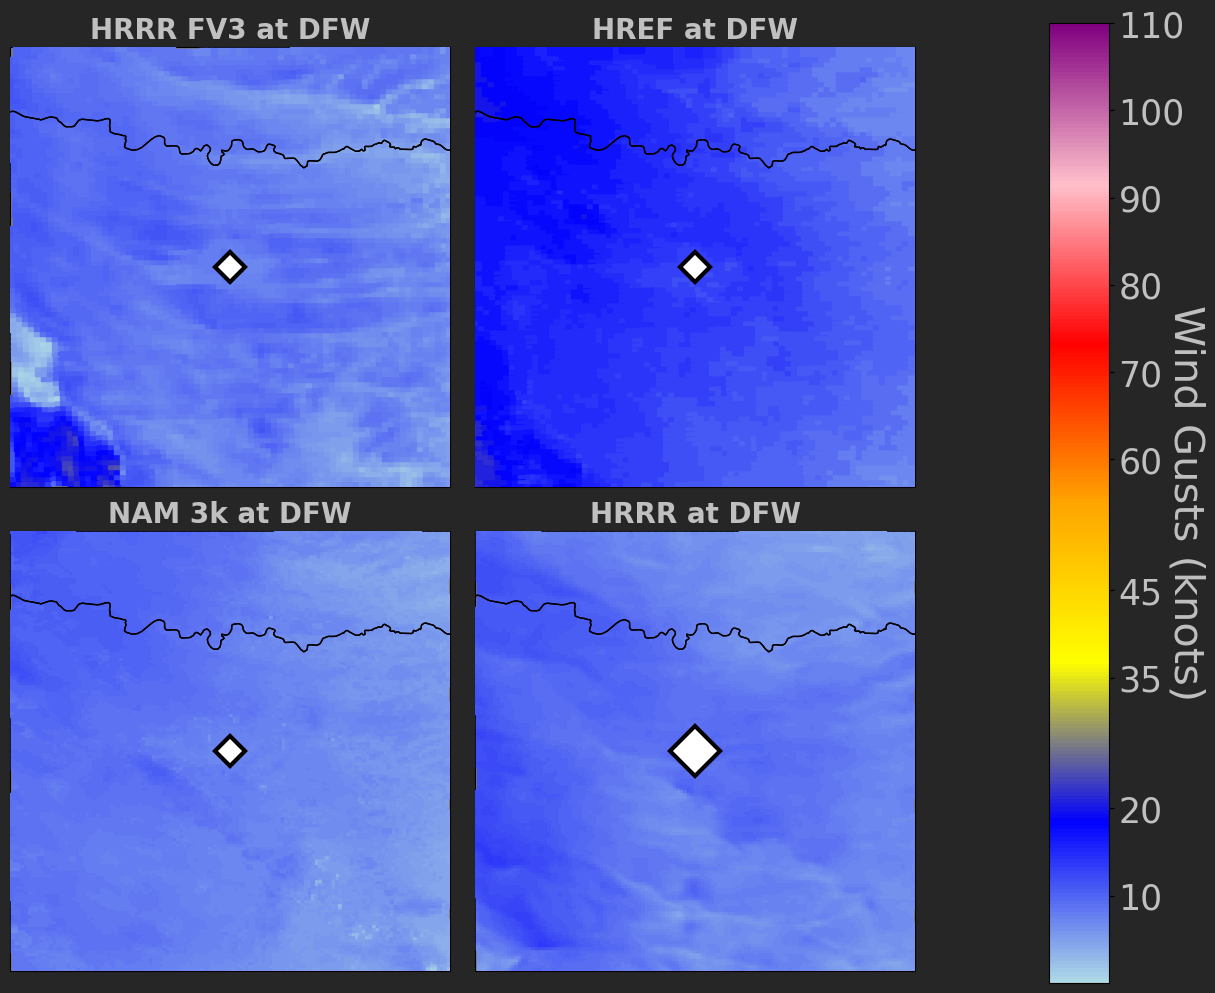 HRRR FV3 at DFW
HREF at DFW
NAM 3k at DFW
HRRR at DFW
110
100
90
80
70
60
45
35
20
10
Wind Gusts (knots)